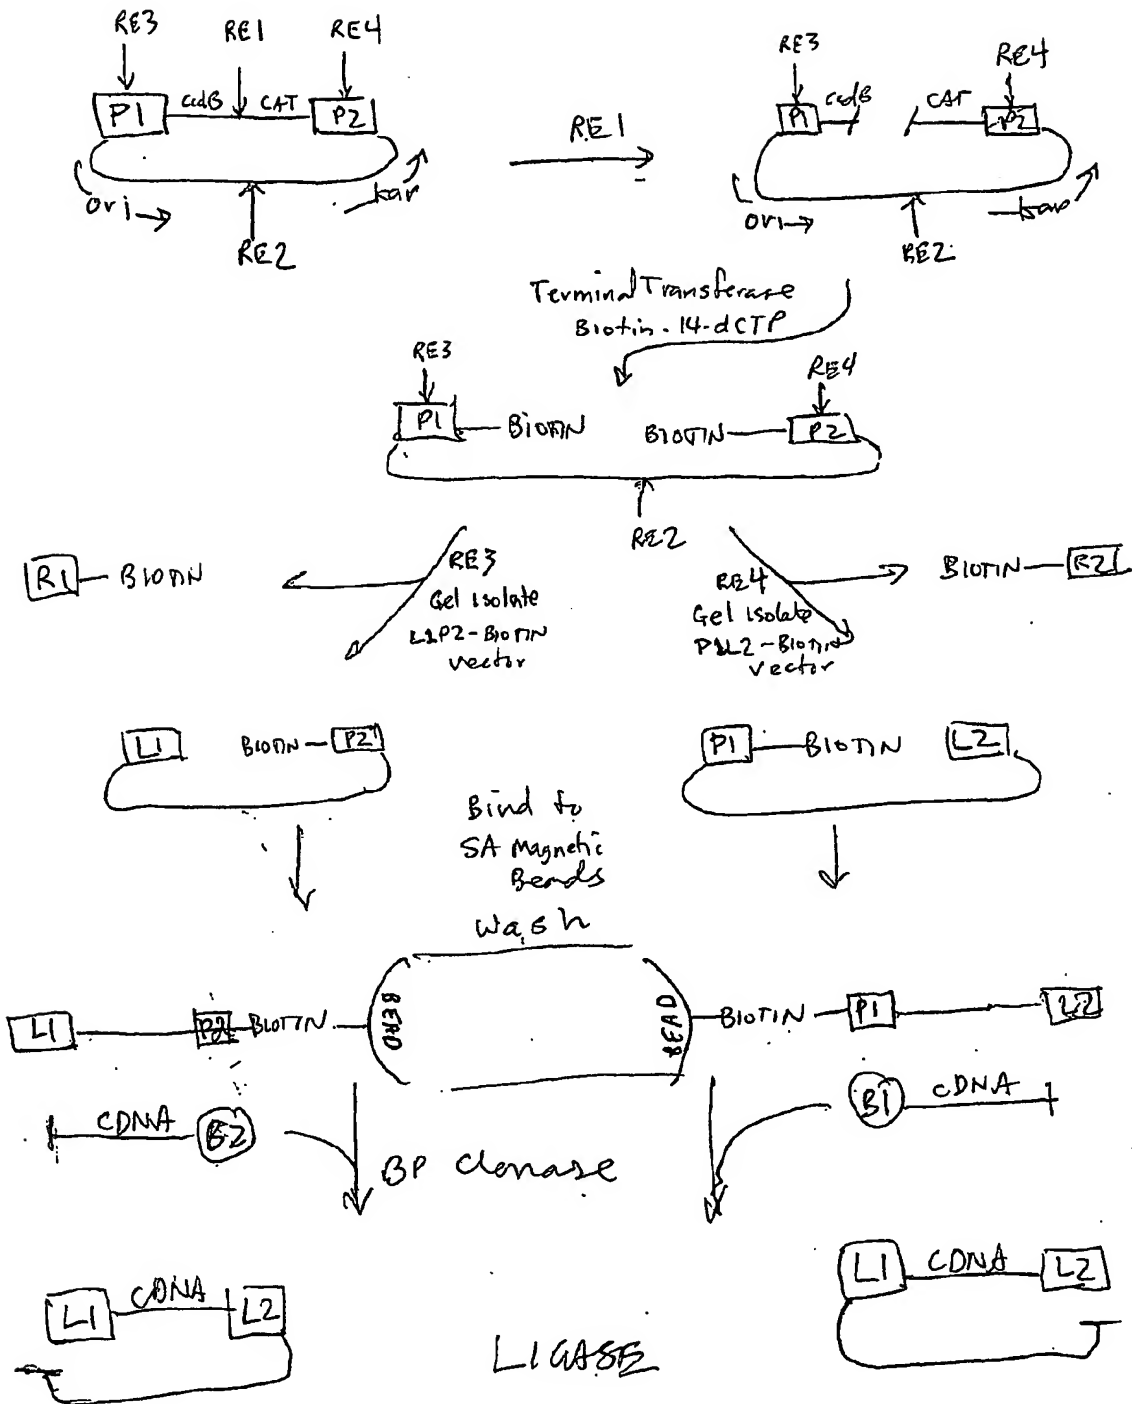 RE3
RE1
RE4
P1
ccdB
CAT
P2
ori
kar
RE2
RE1
RE3
RE4
P1
ccdB
CAT
P2
ori
kan
RE2
Terminal Transferase
Biotin-14-dCTP
RE3
RE4
P1 BIOTIN
BIOTIN P2
RE2
R1 BIOTIN
RE3
Gel Isolate
L1P2-BIOTIN
vector
RE4
Gel Isolate
P1L2-BIOTIN
vector
BIOTIN R2
L1
BIOTIN P2
P1 BIOTIN
L2
Bind to
SA Magnetic
Beads
Wash
L1
P2 BIOTIN
BEAD
BEAD
BIOTIN P1
L2
CDNA B2
B1 CDNA
BP Clonase
L1 CDNA L2
L1 CDNA L2
LIGASE